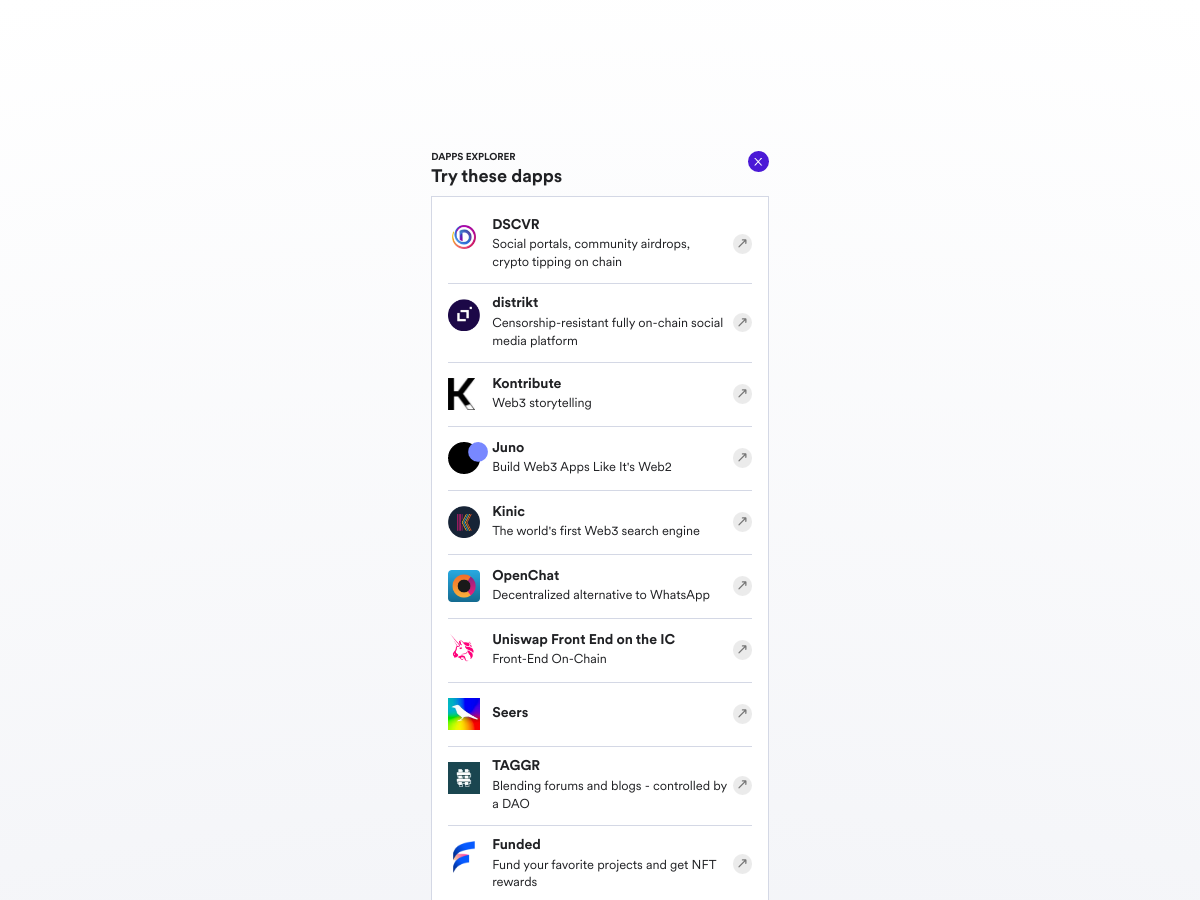 DAPPS EXPLORER
Try these dapps
DSCVR
Social portals, community airdrops,
crypto tipping on chain
distrikt
Censorship-resistant fully on-chain social
media platform
Kontribute
Web3 storytelling
Juno
Build Web3 Apps Like It's Web2
Kinic
The world's first Web3 search engine
OpenChat
Decentralized alternative to WhatsApp
Uniswap Front End on the IC
Front-End On-Chain
Seers
TAGGR
Blending forums and blogs - controlled by
a DAO
Funded
Fund your favorite projects and get NFT
rewards